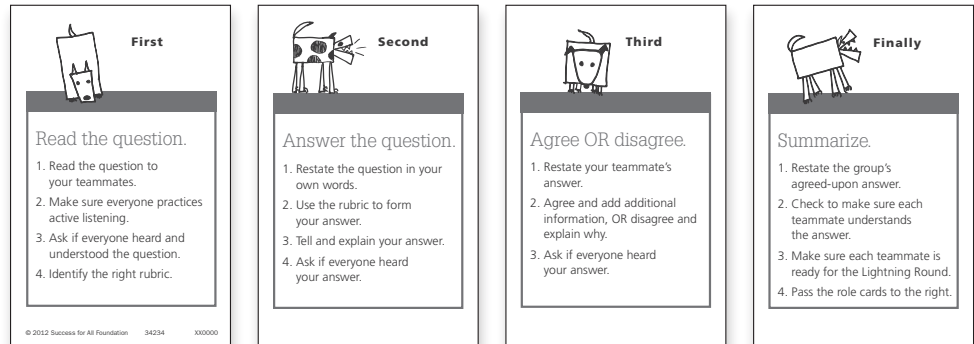 First
Read the question.
1. Read the question to
your teammates.
2. Make sure everyone practices
active listening.
3. Ask if everyone heard and
understood the question.
4. Identify the right rubric.
© 2012 Success for All Foundation 34234 XX0000
Second
Answer the question.
1. Restate the question in your
own words.
2. Use the rubric to form
your answer.
3. Tell and explain your answer.
4. Ask if everyone heard
your answer.
Third
Agree OR disagree.
1. Restate your teammate's
answer.
2. Agree and add additional
information, OR disagree and
explain why.
3. Ask if everyone heard
your answer.
Finally
Summarize.
1. Restate the group's
agreed-upon answer.
2. Check to make sure each
teammate understands
the answer.
3. Make sure each teammate is
ready for the Lightning Round.
4. Pass the role cards to the right.